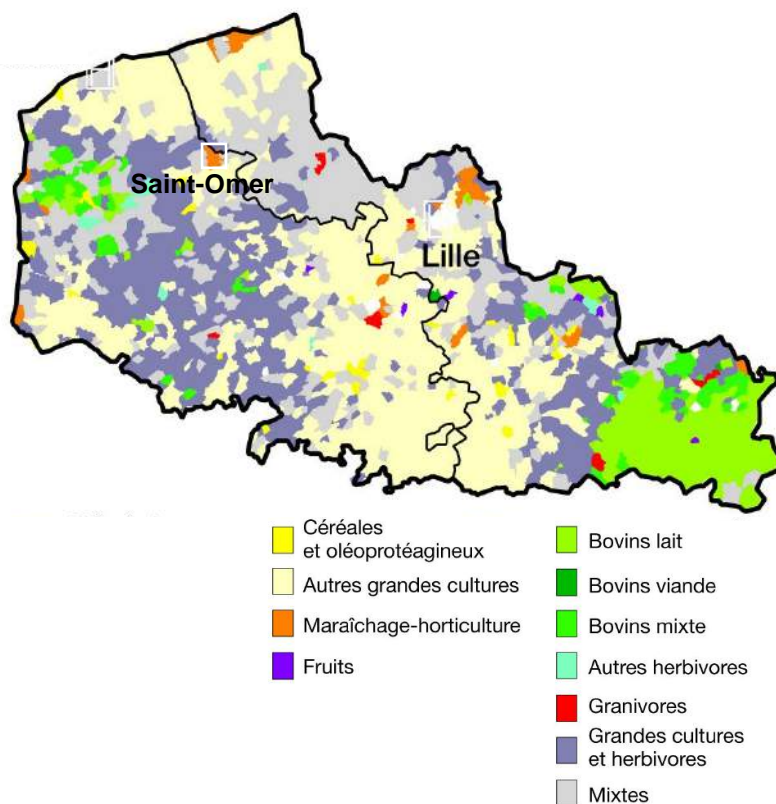 Saint-Omer
Lille
Céréales
et oléoprotéagineux
Autres grandes cultures
Maraîchage-horticulture
Fruits
Bovins lait
Bovins viande
Bovins mixte
Autres herbivores
Granivores
Grandes cultures
et herbivores
Mixtes